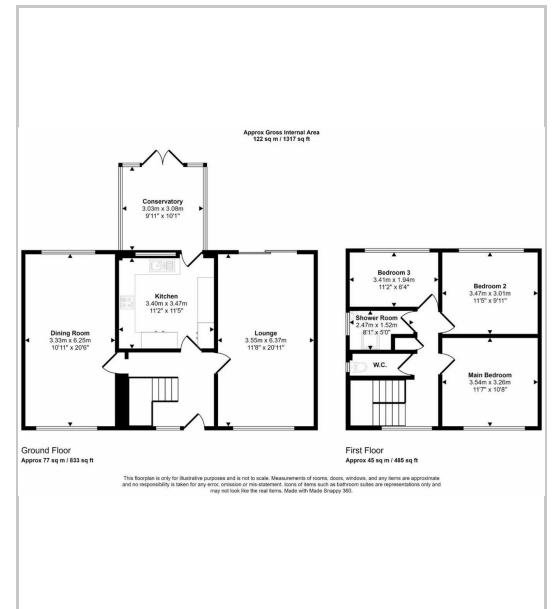 Approx Gross Internal Area
122 sq m / 1317 sq ft
Conservatory
3.03m x 3.08m
9'11" x 10'1"
Kitchen
3.40m x 3.47m
11'2" x 11'5"
Dining Room
3.33m x 6.25m
10'11" x 20'6"
Lounge
3.55m x 6.37m
11'8" x 20'11"
Ground Floor
Approx 77 sq m / 833 sq ft
Bedroom 3
3.41m x 1.94m
11'2" x 6'4"
Bedroom 2
3.47m x 3.01m
11'5" x 9'11"
Shower Room
2.47m x 1.52m
8'1" x 5'0"
W.C.
Main Bedroom
3.54m x 3.26m
11'7" x 10'8"
First Floor
Approx 45 sq m / 485 sq ft
This floorplan is only for illustrative purposes and is not to scale. Measurements of rooms, doors, windows, and any items are approximate
and no responsibility is taken for any error, omission or mis-statement. Icons of items such as bathroom suites are representations only and
may not look like the real items. Made with Made Snappy 360.